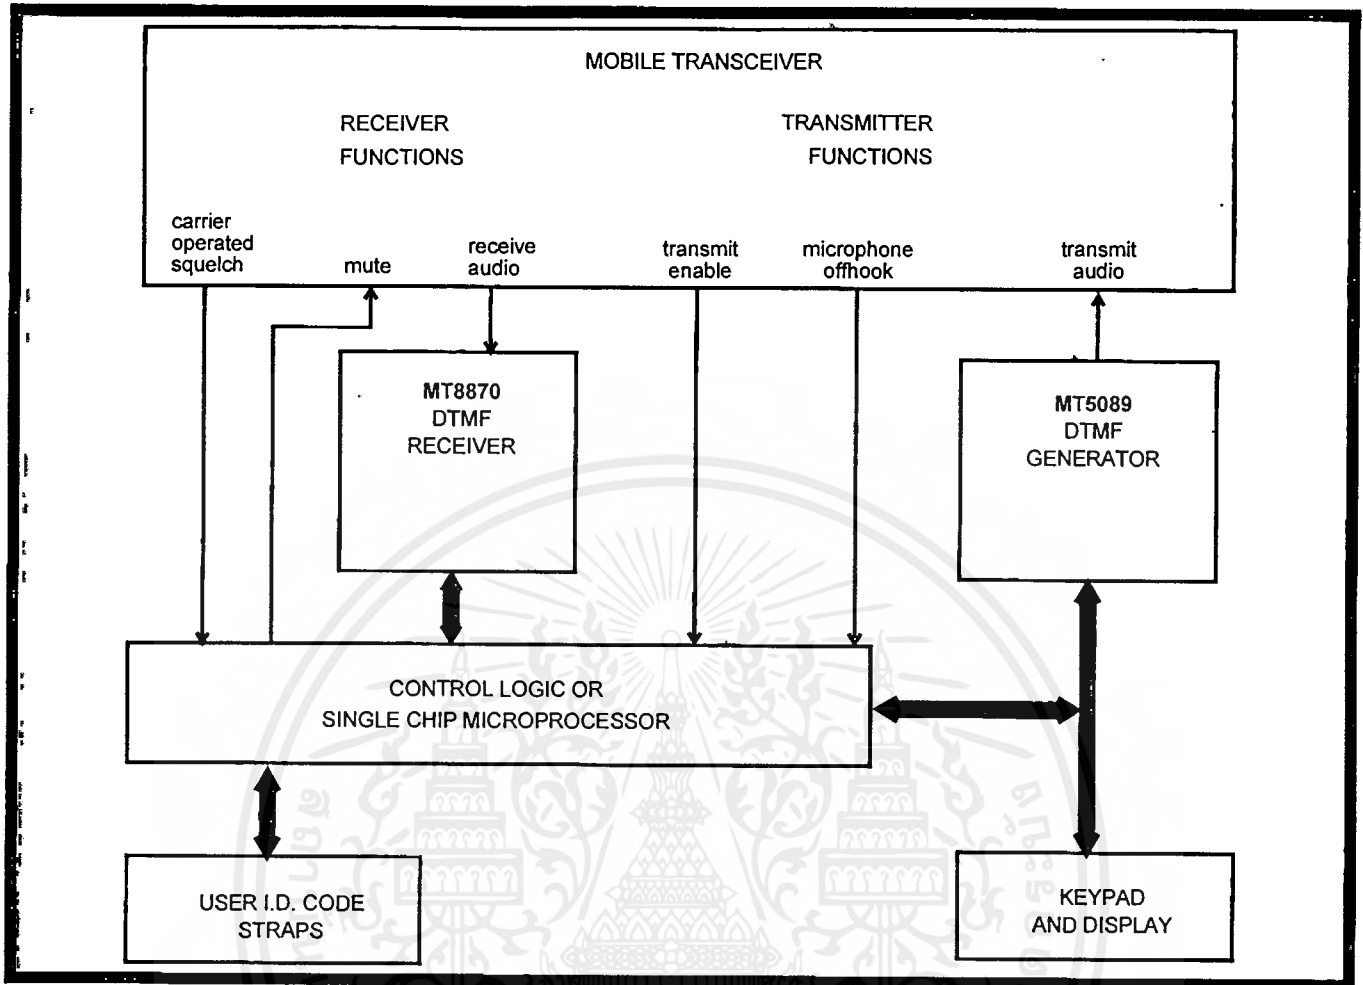 MOBILE TRANSCEIVER
RECEIVER
FUNCTIONS
TRANSMITTER
FUNCTIONS
carrier
operated
squelch
mute
receive
audio
transmit
enable
microphone
offhook
transmit
audio
MT8870
DTMF
RECEIVER
MT5089
DTMF
GENERATOR
CONTROL LOGIC OR
SINGLE CHIP MICROPROCESSOR
USER I.D. CODE
STRAPS
KEYPAD
AND DISPLAY